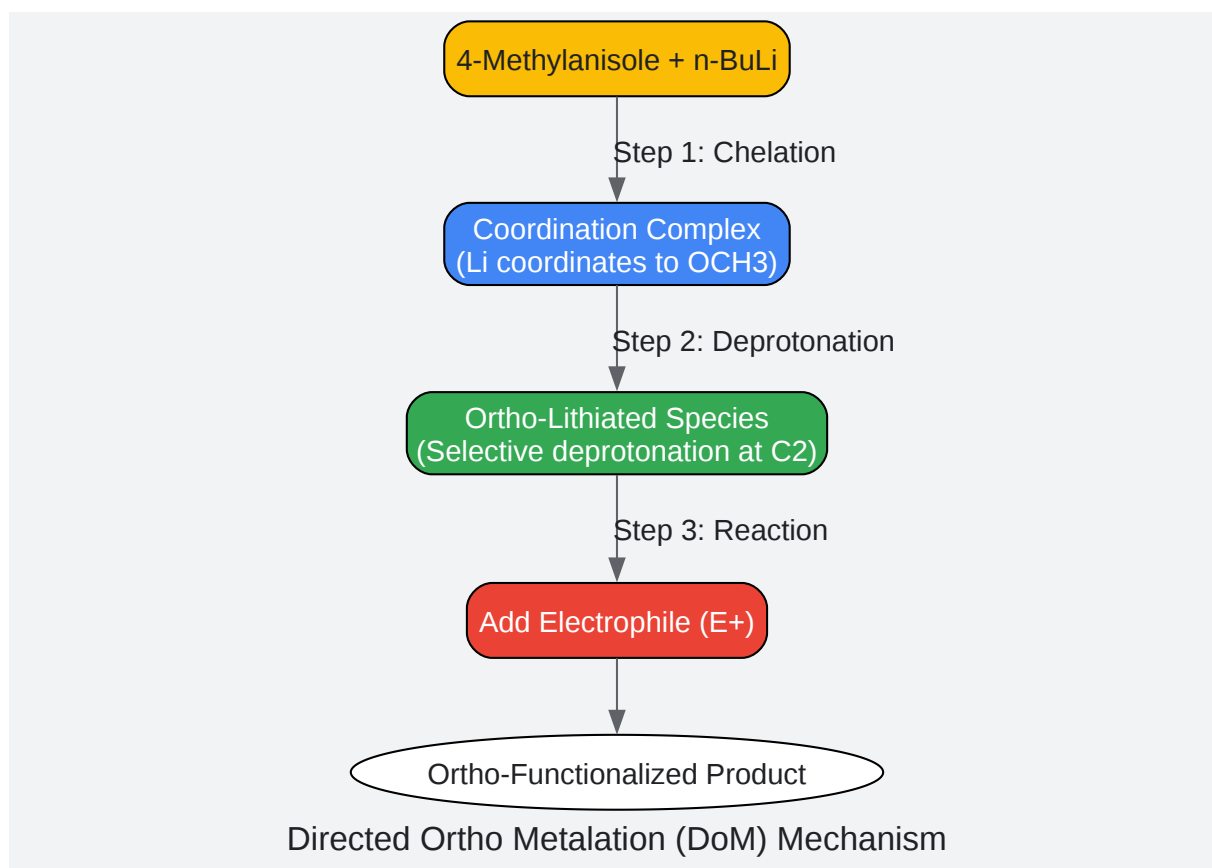 4-Methylanisole + n-BuLi
Step 1: Chelation
Coordination Complex
(Li coordinates to OCH3)
Step 2: Deprotonation
Ortho-Lithiated Species
(Selective deprotonation at C2)
Step 3: Reaction
Add Electrophile (E+)
Ortho-Functionalized Product
Directed Ortho Metalation (DoM) Mechanism